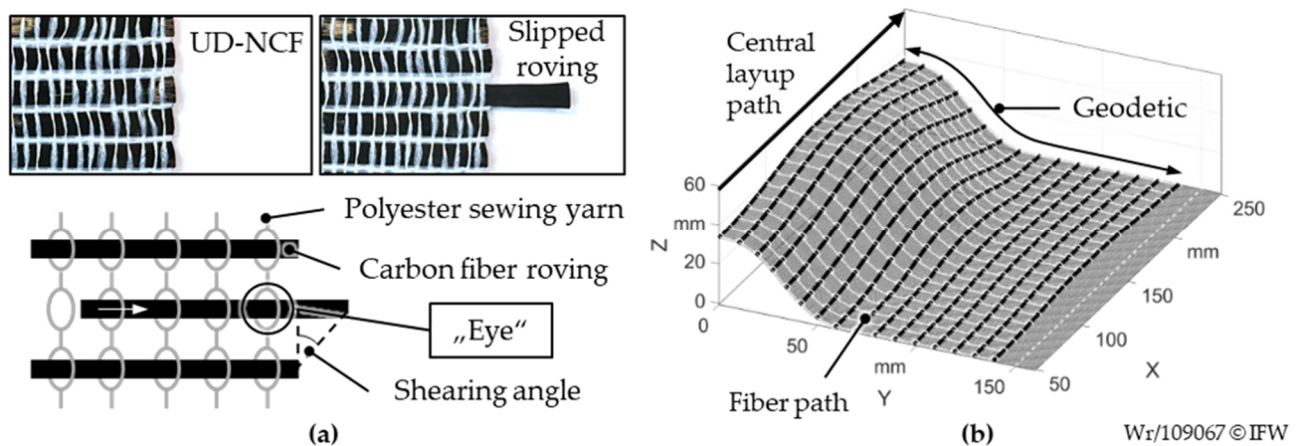 UD-NCF
Slipped
roving
Polyester sewing yarn
Carbon fiber roving
„Eye“
Shearing angle
(a)
Central
layup
path
Geodetic
60
mm
Z
20
0
0
50
mm
Y
150
50
100
X
150
mm
250
Fiber path
(b)
Wr/109067 © IFW